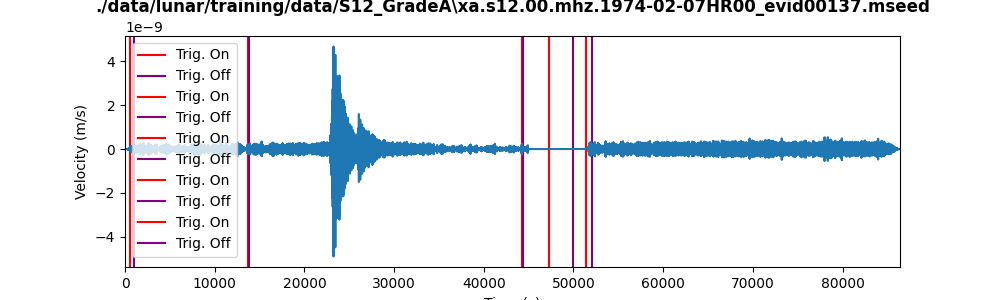 ./data/lunar/training/data/S12_GradeA\xa.s12.00.mhz.1974-02-07HR00_evid00137.mseed
1e−9
Velocity (m/s)
4
2
0
−2
−4
Trig. On
Trig. Off
Trig. On
Trig. Off
Trig. On
Trig. Off
Trig. On
Trig. Off
Trig. On
Trig. Off
0 10000 20000 30000 40000 50000 60000 70000 80000